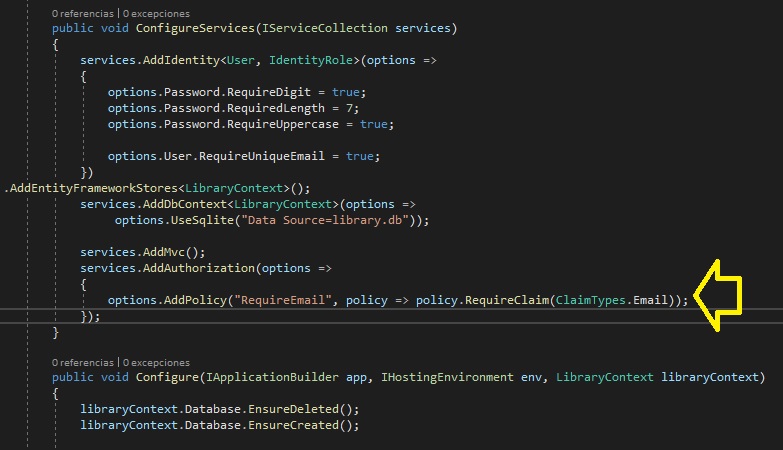 0 referencias | 0 excepciones
public void ConfigureServices(IServiceCollection services)
{
services.AddIdentity<User, IdentityRole>(options =>
{
options.Password.RequireDigit = true;
options.Password.RequiredLength = 7;
options.Password.RequireUppercase = true;
options.User.RequireUniqueEmail = true;
})
.AddEntityFrameworkStores<LibraryContext>();
services.AddDbContext<LibraryContext>(options =>
options.UseSqlite("Data Source=library.db"));
services.AddMvc();
services.AddAuthorization(options =>
{
options.AddPolicy("RequireEmail", policy => policy.RequireClaim(ClaimTypes.Email));
});
}
0 referencias | 0 excepciones
public void Configure(IApplicationBuilder app, IHostingEnvironment env, LibraryContext libraryContext)
{
libraryContext.Database.EnsureDeleted();
libraryContext.Database.EnsureCreated();